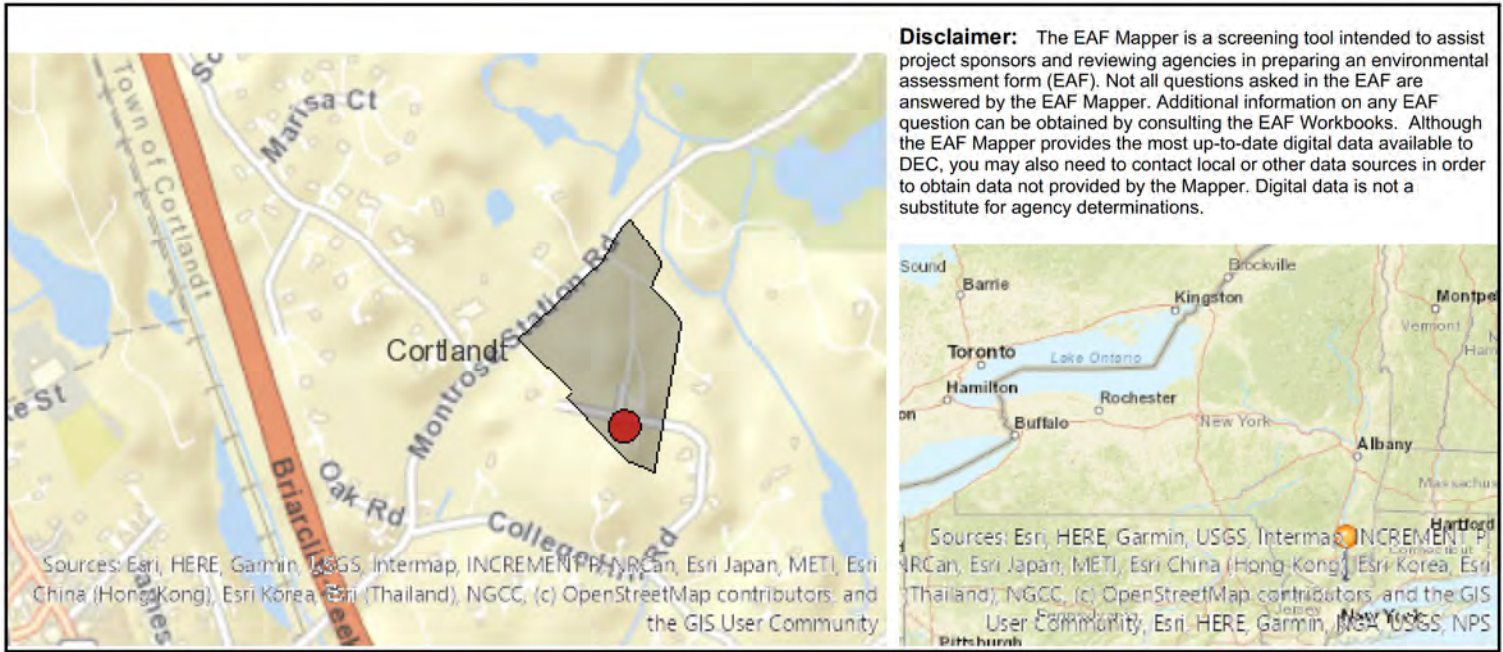 Disclaimer: The EAF Mapper is a screening tool intended to assist
project sponsors and reviewing agencies in preparing an environmental
assessment form (EAF). Not all questions asked in the EAF are
answered by the EAF Mapper. Additional information on any EAF
question can be obtained by consulting the EAF Workbooks. Although
the EAF Mapper provides the most up-to-date digital data available to
DEC, you may also need to contact local or other data sources in order
to obtain data not provided by the Mapper. Digital data is not a
substitute for agency determinations.
Town of Cortlandt
Marisa Ct
Montrose Station Rd
Cortlandt
Oak Rd
College Hill Rd
Sources: Esri, HERE, Garmin, USGS, Intermap, INCREMENT P, NRCan, Esri Japan, METI, Esri
China (Hong Kong), Esri Korea, Esri (Thailand), NGCC, (c) OpenStreetMap contributors, and
the GIS User Community
Sound
Barrie
Brockville
Kingston
Montpel
Vermont
Toronto
Lake Ontario
Hamilton
Rochester
Buffalo
New York
Albany
Massachus
Hartford
Connecticut
Sources: Esri, HERE, Garmin, USGS, Intermap, INCREMENT P,
NRCan, Esri Japan, METI, Esri China (Hong Kong), Esri Korea, Esri
(Thailand), NGCC, (c) OpenStreetMap contributors, and the GIS
User Community, Esri, HERE, Garmin, NGA, USGS, NPS
Pennsylvania
Jersey
New York
Pittsburgh